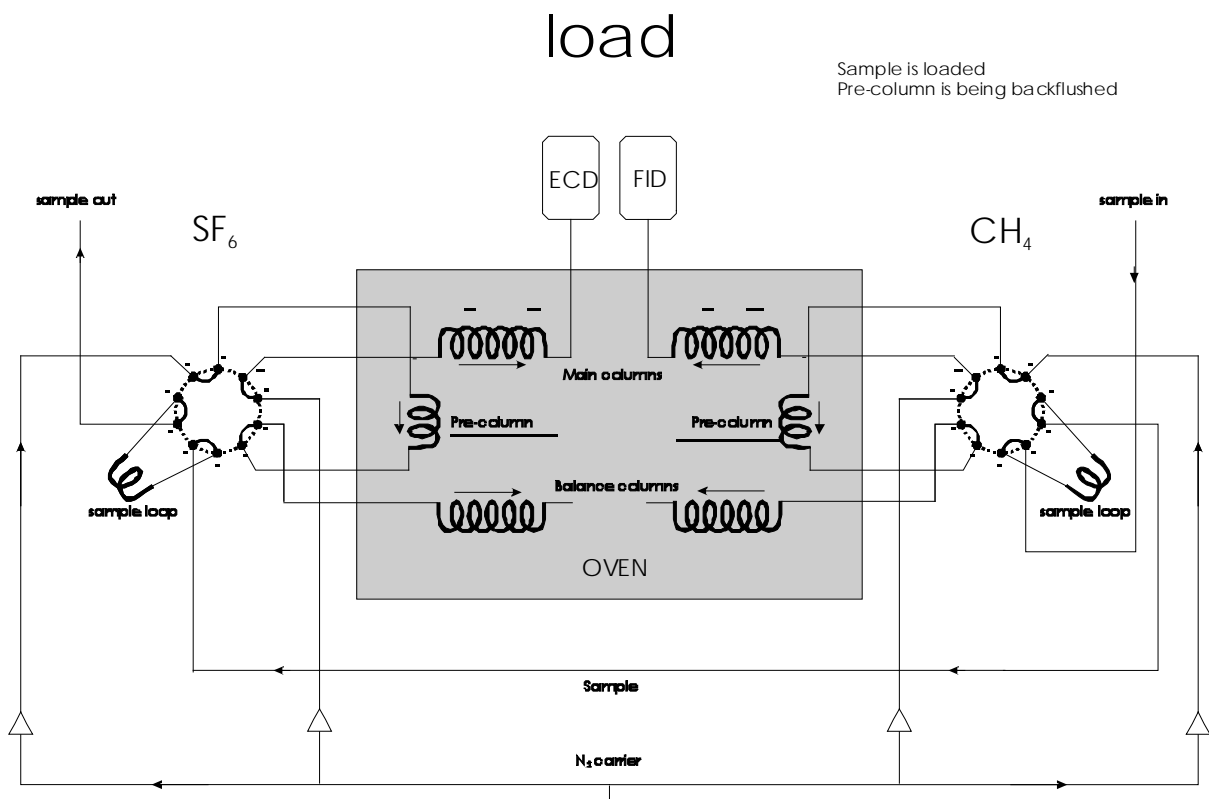 load
Sample is loaded
Pre-column is being backflushed
ECD
FID
sample out
sample in
SF₆
CH₄
Main columns
Pre-column
Pre-column
Balance columns
sample loop
sample loop
OVEN
Sample
N₂ carrier